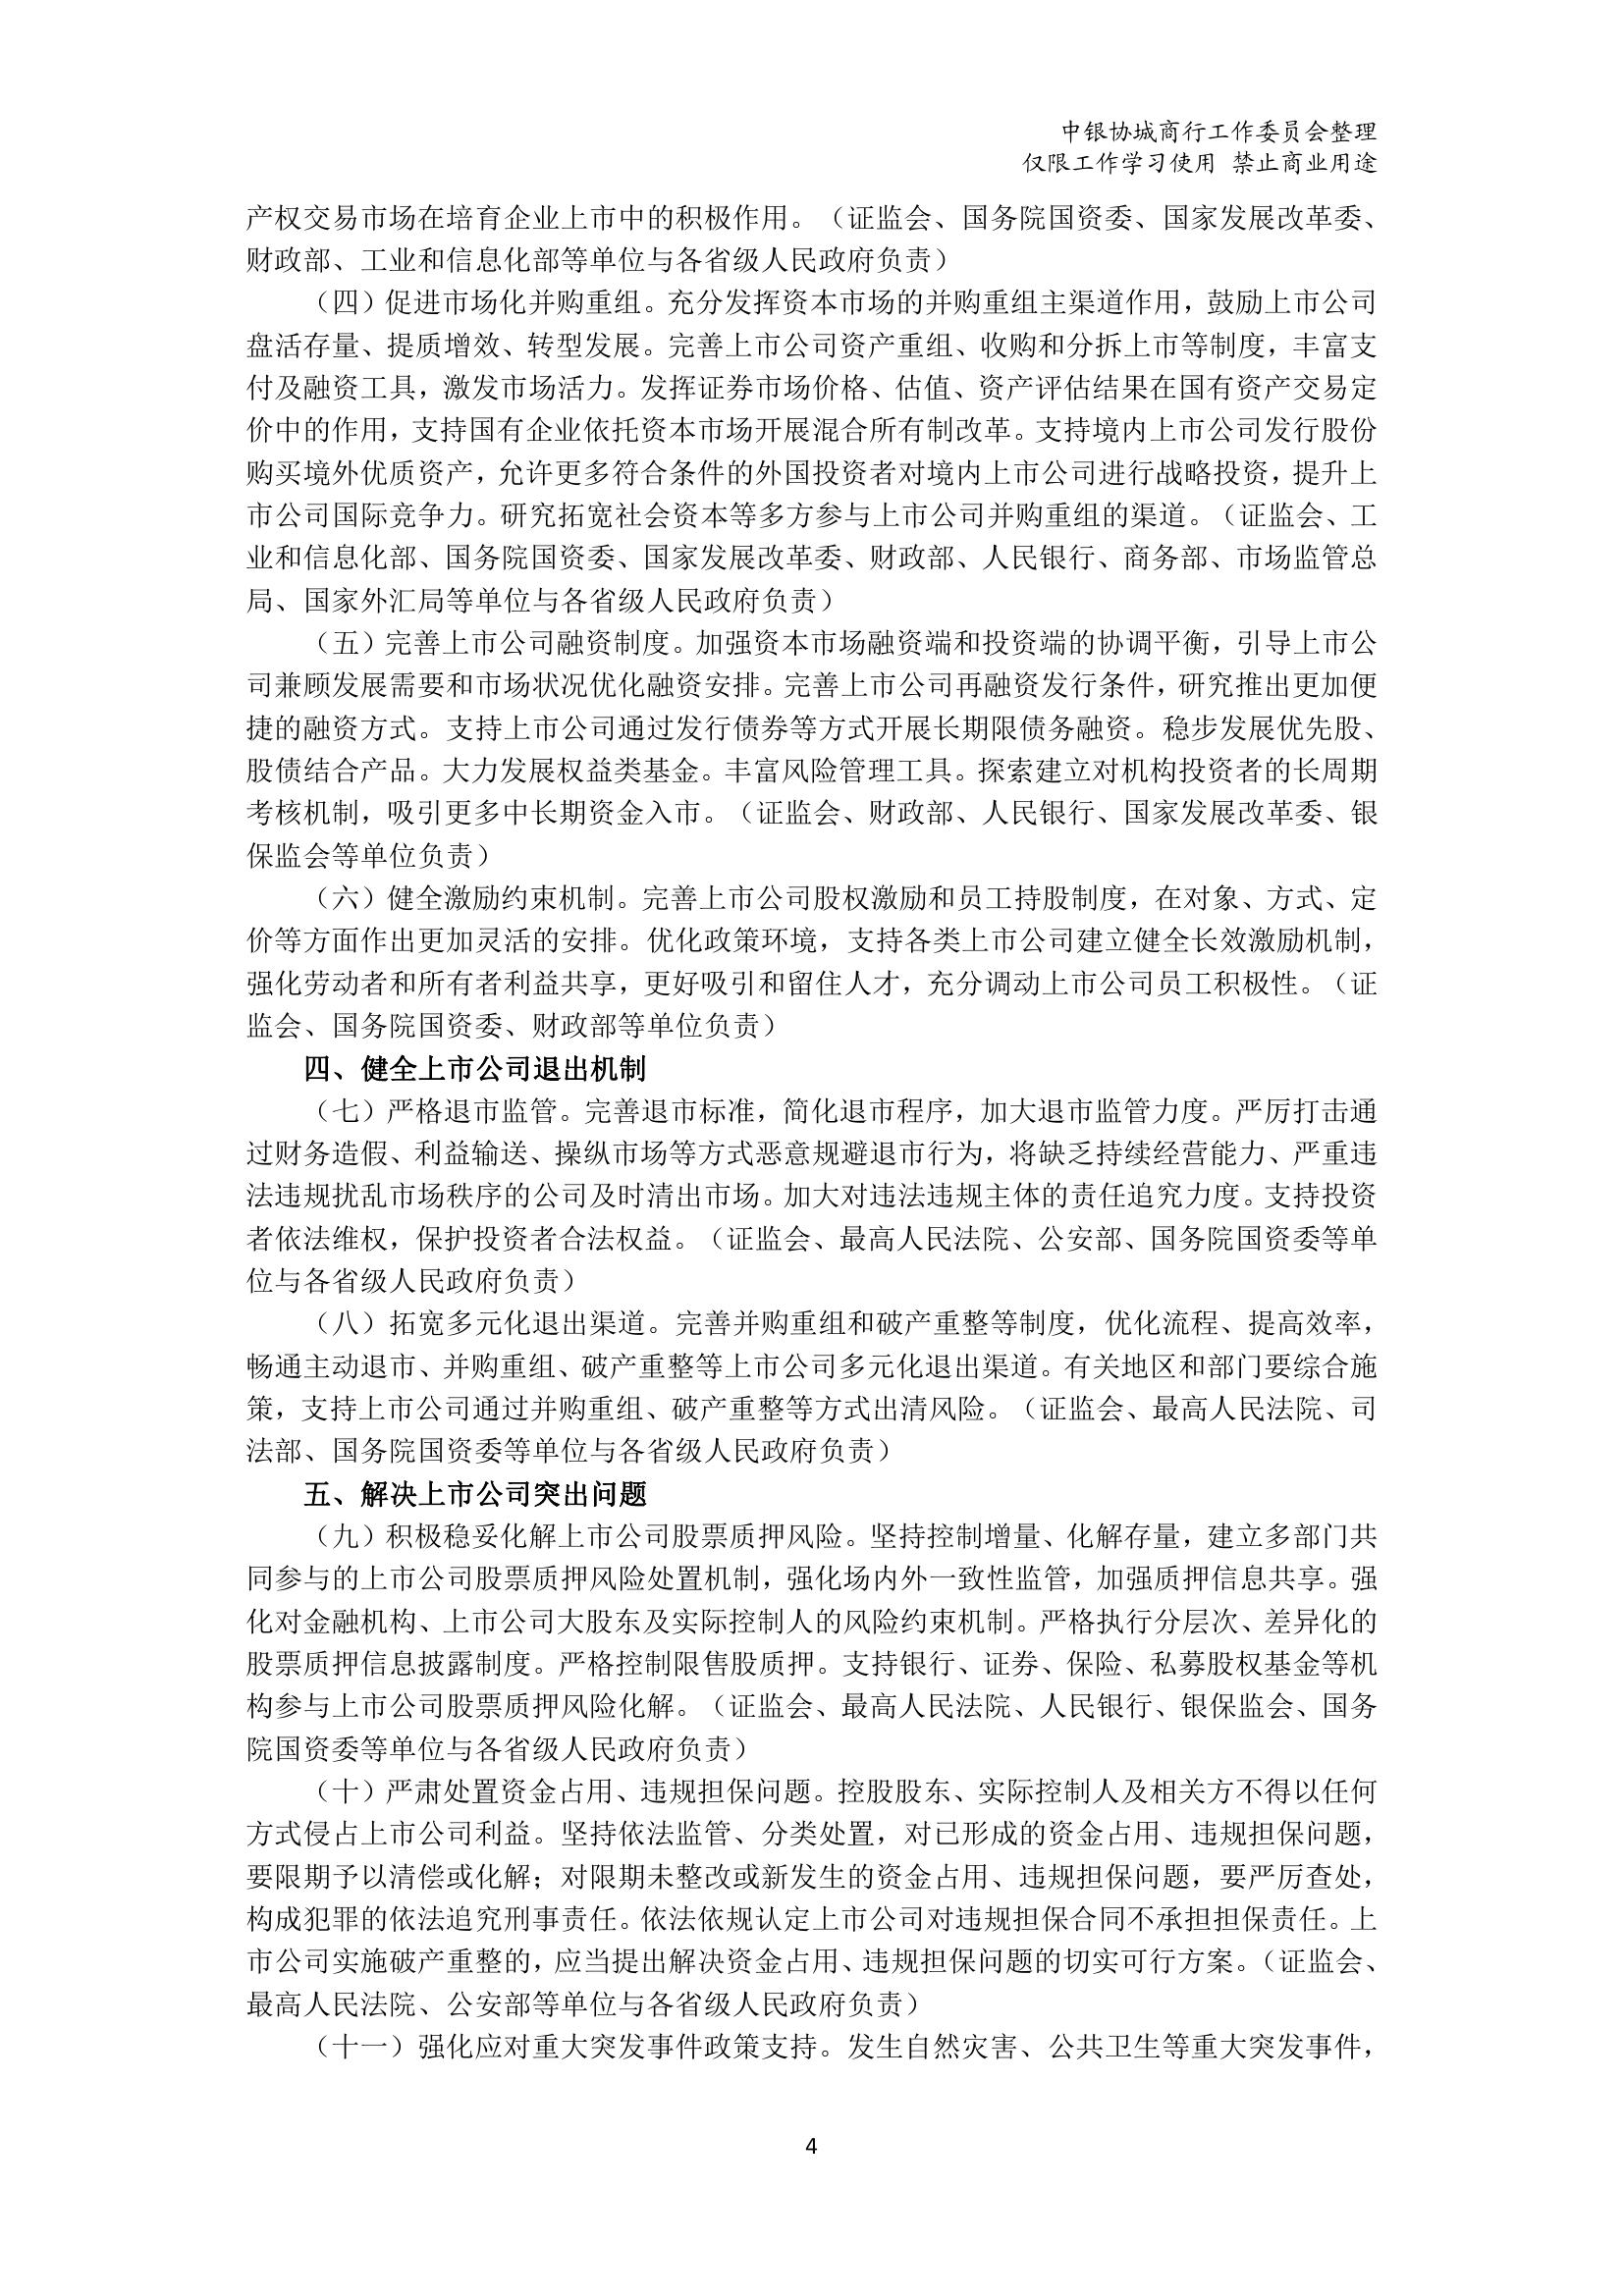 中银协城商行工作委员会整理
仅限工作学习使用 禁止商业用途
产权交易市场在培育企业上市中的积极作用。（证监会、国务院国资委、国家发展改革委、
财政部、工业和信息化部等单位与各省级人民政府负责）
（四）促进市场化并购重组。充分发挥资本市场的并购重组主渠道作用，鼓励上市公司
盘活存量、提质增效、转型发展。完善上市公司资产重组、收购和分拆上市等制度，丰富支
付及融资工具，激发市场活力。发挥证券市场价格、估值、资产评估结果在国有资产交易定
价中的作用，支持国有企业依托资本市场开展混合所有制改革。支持境内上市公司发行股份
购买境外优质资产，允许更多符合条件的外国投资者对境内上市公司进行战略投资，提升上
市公司国际竞争力。研究拓宽社会资本等多方参与上市公司并购重组的渠道。（证监会、工
业和信息化部、国务院国资委、国家发展改革委、财政部、人民银行、商务部、市场监管总
局、国家外汇局等单位与各省级人民政府负责）
（五）完善上市公司融资制度。加强资本市场融资端和投资端的协调平衡，引导上市公
司兼顾发展需要和市场状况优化融资安排。完善上市公司再融资发行条件，研究推出更加便
捷的融资方式。支持上市公司通过发行债券等方式开展长期限债务融资。稳步发展优先股、
股债结合产品。大力发展权益类基金。丰富风险管理工具。探索建立对机构投资者的长周期
考核机制，吸引更多中长期资金入市。（证监会、财政部、人民银行、国家发展改革委、银
保监会等单位负责）
（六）健全激励约束机制。完善上市公司股权激励和员工持股制度，在对象、方式、定
价等方面作出更加灵活的安排。优化政策环境，支持各类上市公司建立健全长效激励机制，
强化劳动者和所有者利益共享，更好吸引和留住人才，充分调动上市公司员工积极性。（证
监会、国务院国资委、财政部等单位负责）
四、健全上市公司退出机制
（七）严格退市监管。完善退市标准，简化退市程序，加大退市监管力度。严厉打击通
过财务造假、利益输送、操纵市场等方式恶意规避退市行为，将缺乏持续经营能力、严重违
法违规扰乱市场秩序的公司及时清出市场。加大对违法违规主体的责任追究力度。支持投资
者依法维权，保护投资者合法权益。（证监会、最高人民法院、公安部、国务院国资委等单
位与各省级人民政府负责）
（八）拓宽多元化退出渠道。完善并购重组和破产重整等制度，优化流程、提高效率，
畅通主动退市、并购重组、破产重整等上市公司多元化退出渠道。有关地区和部门要综合施
策，支持上市公司通过并购重组、破产重整等方式出清风险。（证监会、最高人民法院、司
法部、国务院国资委等单位与各省级人民政府负责）
五、解决上市公司突出问题
（九）积极稳妥化解上市公司股票质押风险。坚持控制增量、化解存量，建立多部门共
同参与的上市公司股票质押风险处置机制，强化场内外一致性监管，加强质押信息共享。强
化对金融机构、上市公司大股东及实际控制人的风险约束机制。严格执行分层次、差异化的
股票质押信息披露制度。严格控制限售股质押。支持银行、证券、保险、私募股权基金等机
构参与上市公司股票质押风险化解。（证监会、最高人民法院、人民银行、银保监会、国务
院国资委等单位与各省级人民政府负责）
（十）严肃处置资金占用、违规担保问题。控股股东、实际控制人及相关方不得以任何
方式侵占上市公司利益。坚持依法监管、分类处置，对已形成的资金占用、违规担保问题，
要限期予以清偿或化解；对限期未整改或新发生的资金占用、违规担保问题，要严厉查处，
构成犯罪的依法追究刑事责任。依法依规认定上市公司对违规担保合同不承担担保责任。上
市公司实施破产重整的，应当提出解决资金占用、违规担保问题的切实可行方案。（证监会、
最高人民法院、公安部等单位与各省级人民政府负责）
（十一）强化应对重大突发事件政策支持。发生自然灾害、公共卫生等重大突发事件，
4